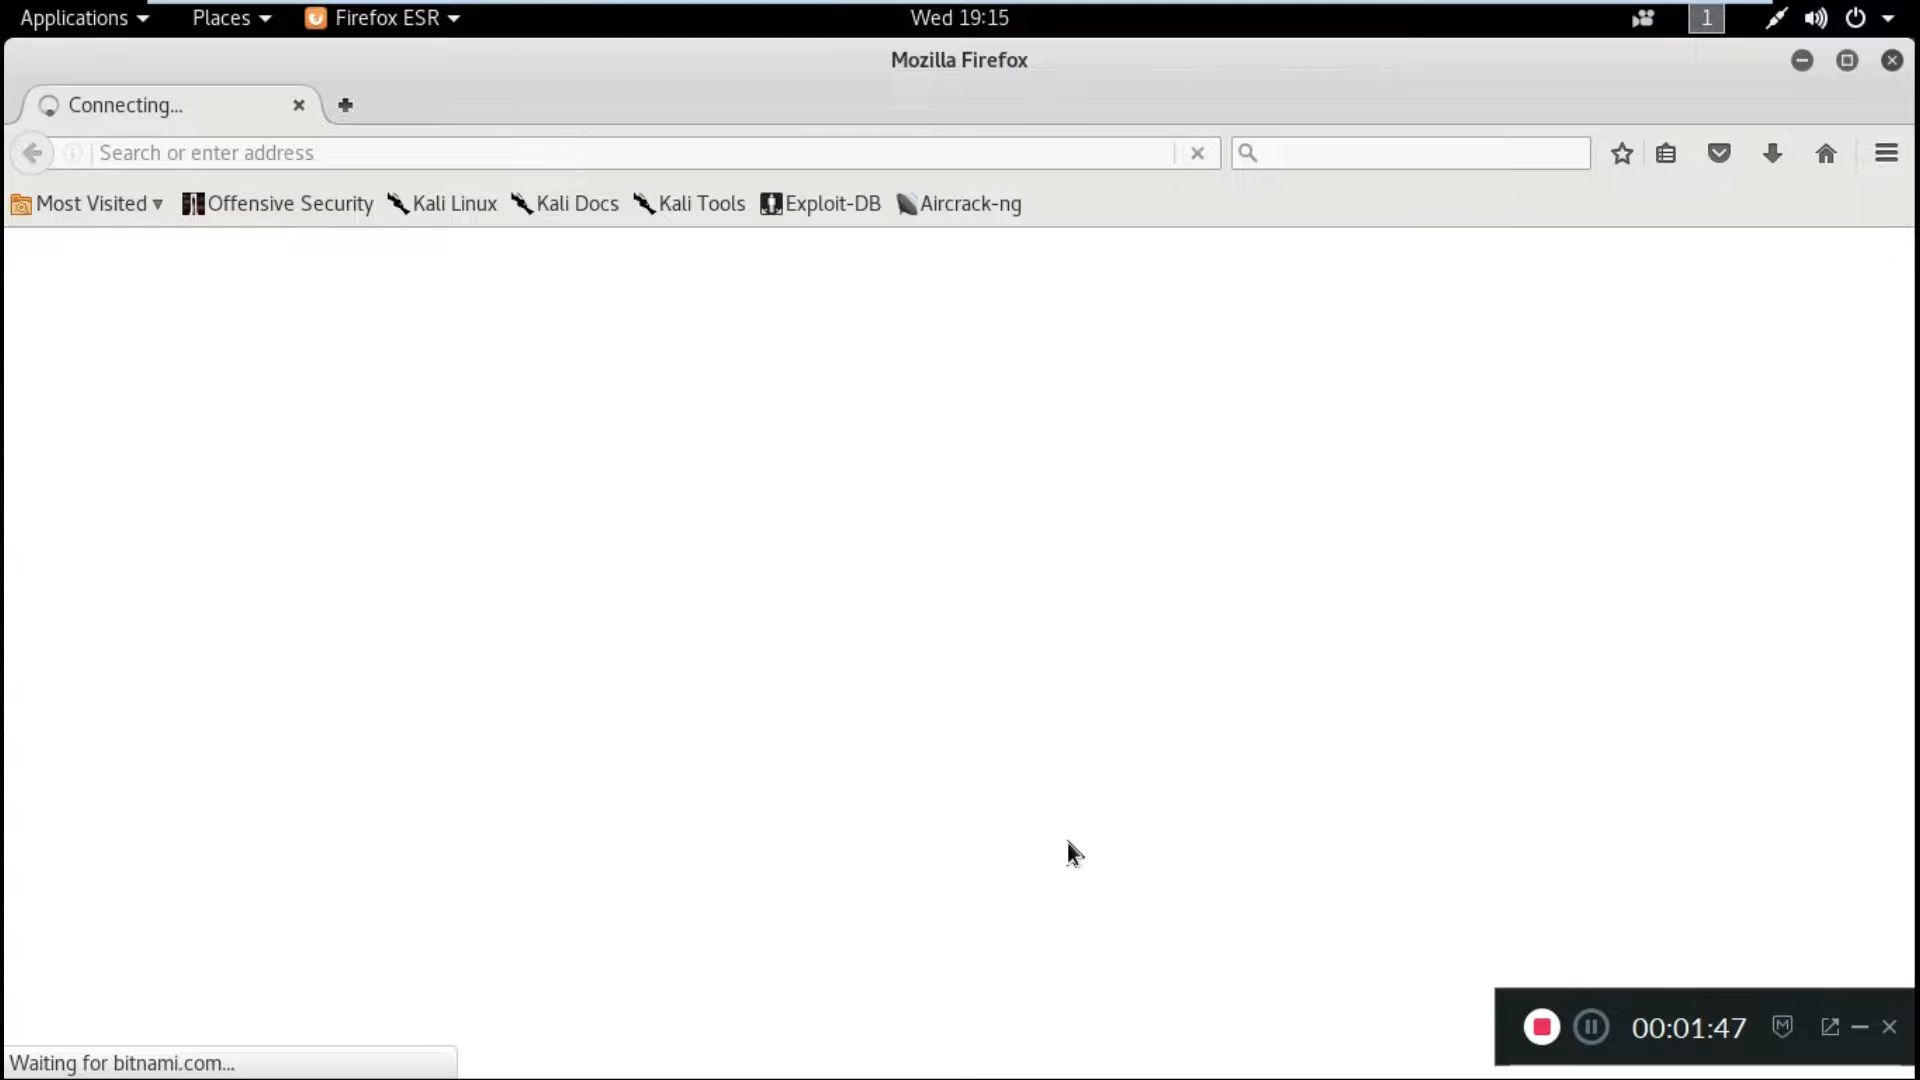 Applications Places Firefox ESR Wed 19:15 1
Mozilla Firefox
Connecting...
Search or enter address
Most Visited Offensive Security Kali Linux Kali Docs Kali Tools Exploit-DB Aircrack-ng
00:01:47
Waiting for bitnami.com...